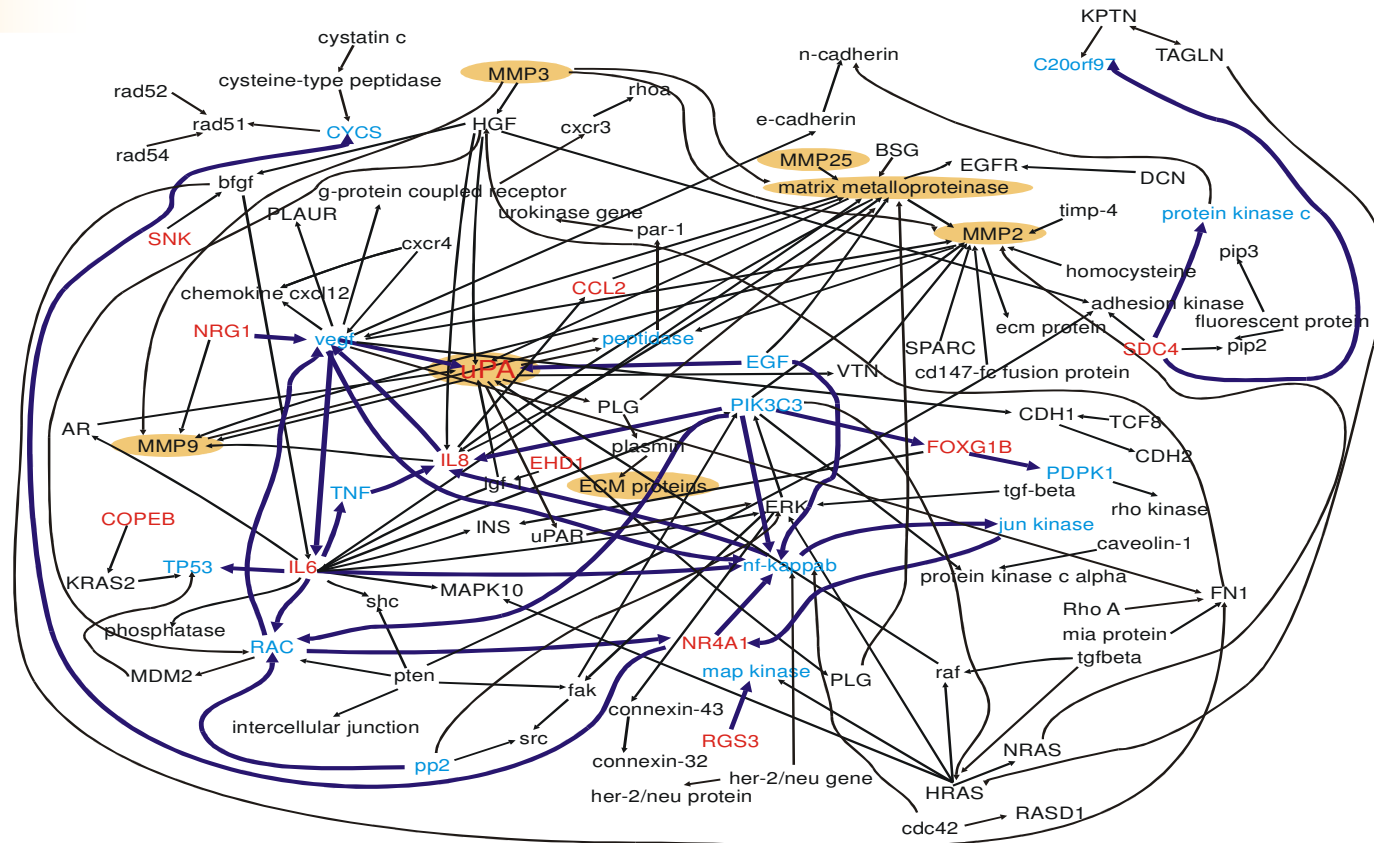 KPTN
cystatin c
n-cadherin
TAGLN
C20orf97
MMP3
cysteine-type peptidase
rad52
rhoa
rad51
HGF
e-cadherin
CYCS
cxcr3
rad54
BSG
MMP25
EGFR
DCN
bfgf
g-protein coupled receptor
matrix metalloproteinase
PLAUR
urokinase gene
timp-4
protein kinase c
SNK
par-1
MMP2
cxcr4
pip3
homocysteine
CCL2
chemokine cxcl12
adhesion kinase
ecm protein
fluorescent protein
NRG1
vegf
peptidase
SPARC
SDC4
pip2
uPA
EGF
VTN
cd147-fc fusion protein
PLG
PIK3C3
CDH1
TCF8
AR
MMP9
plasmin
FOXG1B
IL8
EHD1
CDH2
PDPK1
igf-1
ECM proteins
TNF
tgf-beta
ERK
rho kinase
COPEB
INS
uPAR
jun kinase
caveolin-1
TP53
IL6
nf-kappab
protein kinase c alpha
KRAS2
MAPK10
FN1
shc
Rho A
phosphatase
mia protein
RAC
NR4A1
tgfbeta
MDM2
pten
map kinase
PLG
raf
fak
connexin-43
intercellular junction
src
RGS3
NRAS
pp2
connexin-32
her-2/neu gene
her-2/neu protein
HRAS
RASD1
cdc42